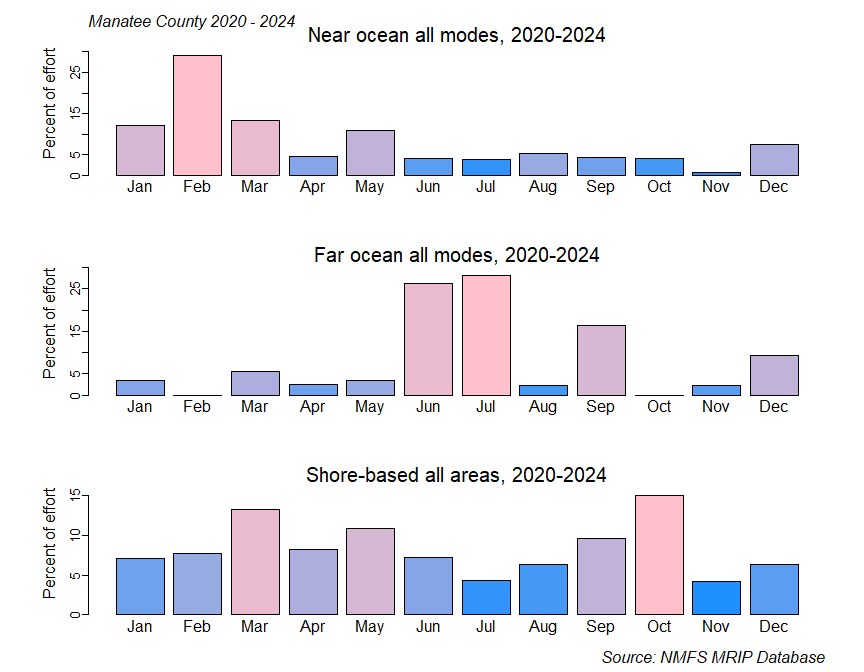 Manatee County 2020 - 2024
Near ocean all modes, 2020-2024
Percent of effort
25
15
5
0
Jan Feb Mar Apr May Jun Jul Aug Sep Oct Nov Dec
Far ocean all modes, 2020-2024
Percent of effort
25
15
5
0
Jan Feb Mar Apr May Jun Jul Aug Sep Oct Nov Dec
Shore-based all areas, 2020-2024
Percent of effort
15
10
5
0
Jan Feb Mar Apr May Jun Jul Aug Sep Oct Nov Dec
Source: NMFS MRIP Database